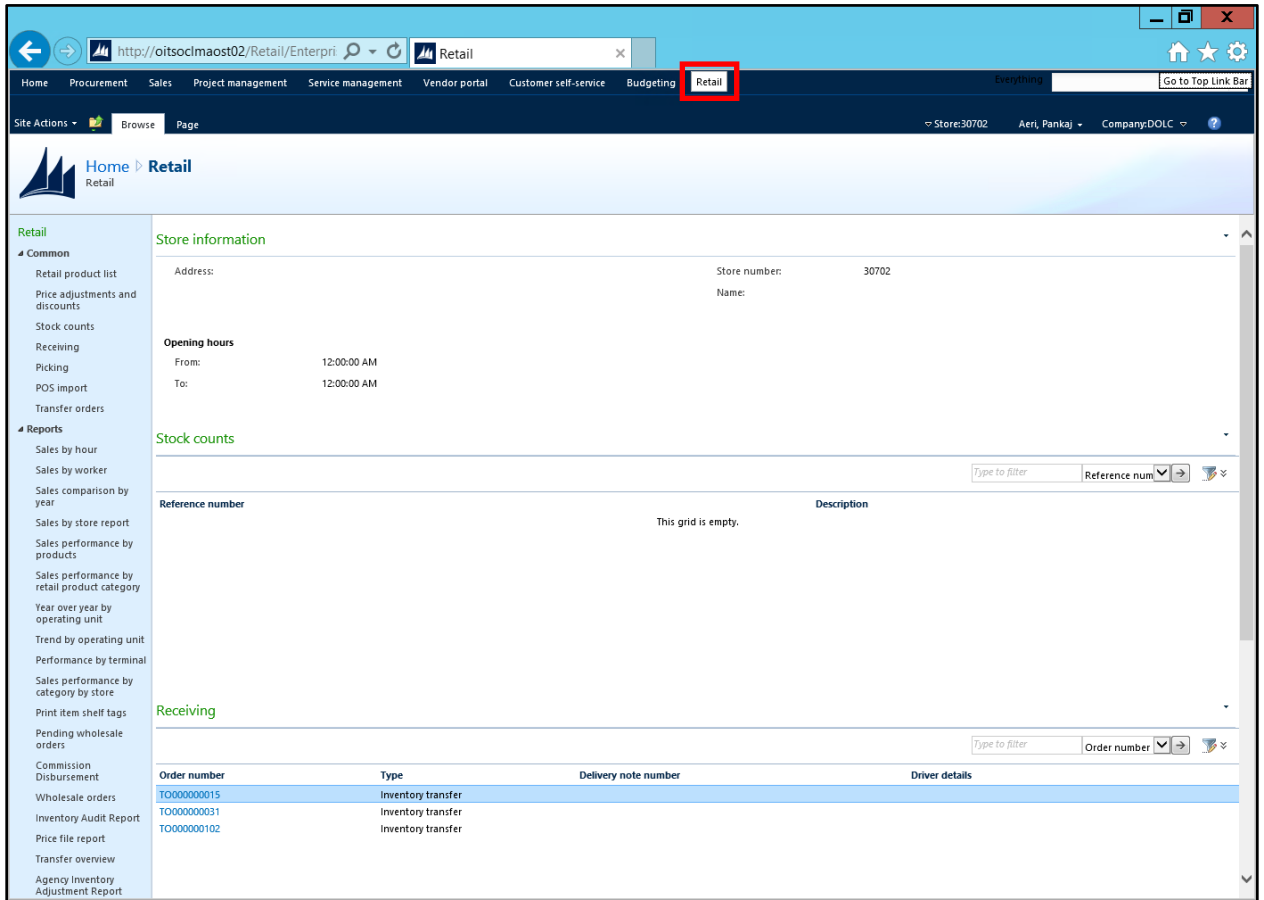 http://oitsoclmaost02/Retail/Enterpri
Retail
Home Procurement Sales Project management Service management Vendor portal Customer self-service Budgeting Retail Everything Go to Top Link Bar
Site Actions Browse Page Store:30702 Aeri, Pankaj Company:DOLC
Home Retail
Retail
Retail
Common
Retail product list
Price adjustments and
discounts
Stock counts
Receiving
Picking
POS import
Transfer orders
Reports
Sales by hour
Sales by worker
Sales comparison by
year
Sales by store report
Sales performance by
products
Sales performance by
retail product category
Year over year by
operating unit
Trend by operating unit
Performance by terminal
Sales performance by
category by store
Print item shelf tags
Pending wholesale
orders
Commission
Disbursement
Wholesale orders
Inventory Audit Report
Price file report
Transfer overview
Agency Inventory
Adjustment Report
Store information
Address: Store number: 30702
Name:
Opening hours
From: 12:00:00 AM
To: 12:00:00 AM
Stock counts
Type to filter Reference num
Reference number Description
This grid is empty.
Receiving
Type to filter Order number
Order number Type Delivery note number Driver details
TO000000015 Inventory transfer
TO000000031 Inventory transfer
TO000000102 Inventory transfer